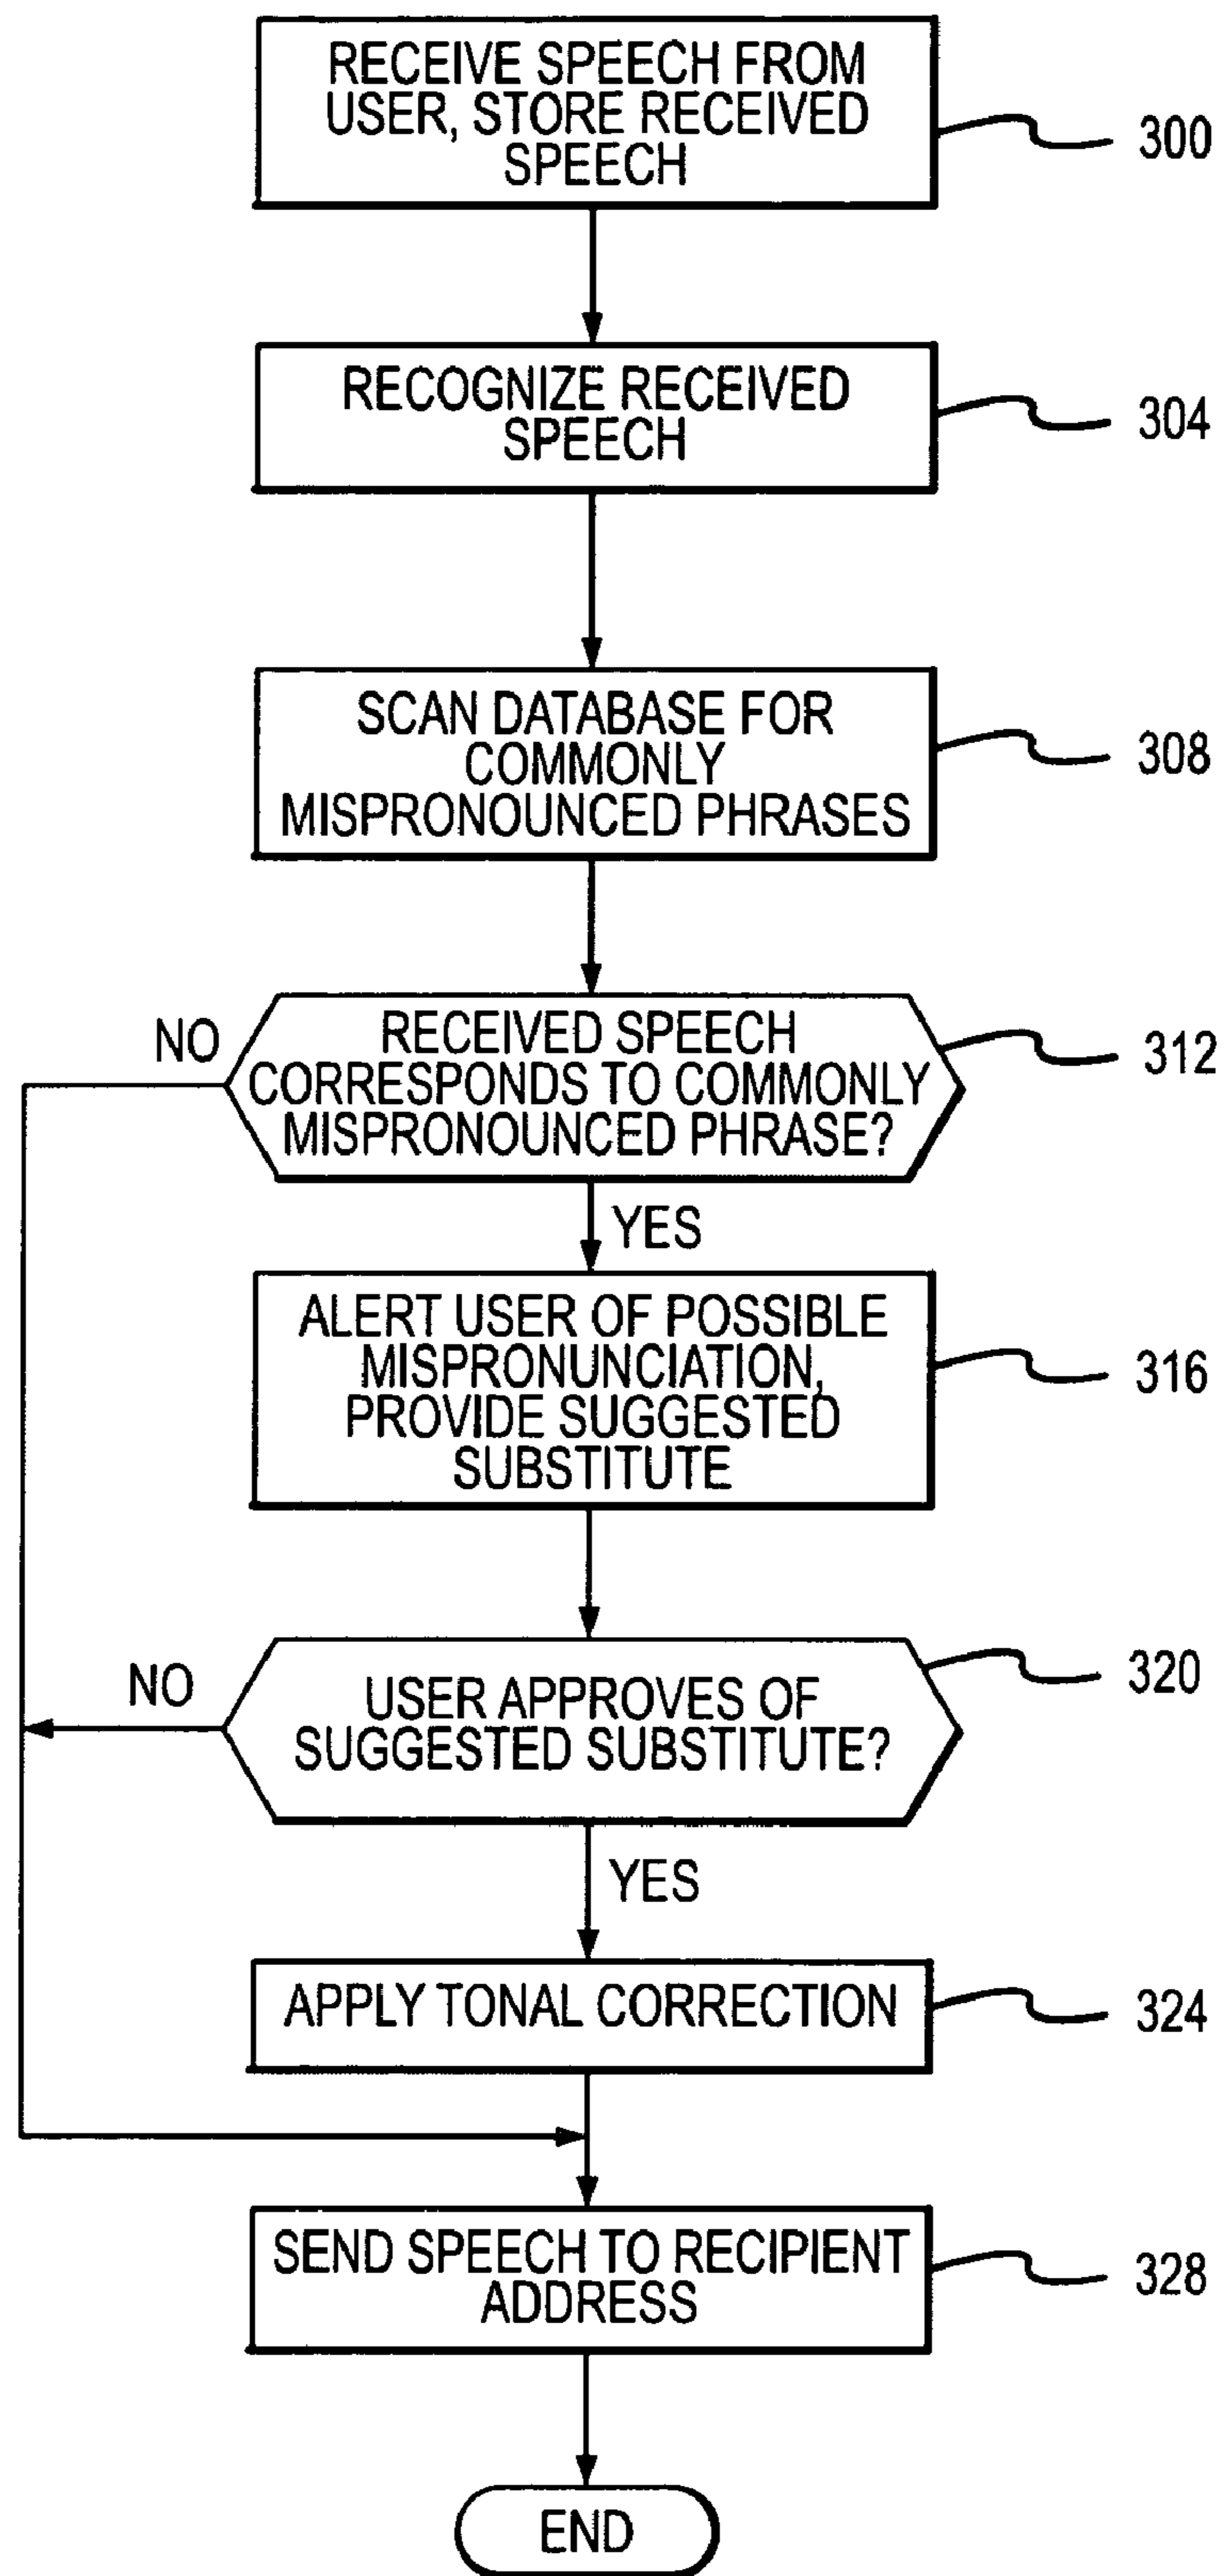 RECEIVE SPEECH FROM
USER, STORE RECEIVED
SPEECH
300
RECOGNIZE RECEIVED
SPEECH
304
SCAN DATABASE FOR
COMMONLY
MISPRONOUNCED PHRASES
308
NO
RECEIVED SPEECH
CORRESPONDS TO COMMONLY
MISPRONOUNCED PHRASE?
312
YES
ALERT USER OF POSSIBLE
MISPRONUNCIATION,
PROVIDE SUGGESTED
SUBSTITUTE
316
NO
USER APPROVES OF
SUGGESTED SUBSTITUTE?
320
YES
APPLY TONAL CORRECTION
324
SEND SPEECH TO RECIPIENT
ADDRESS
328
END